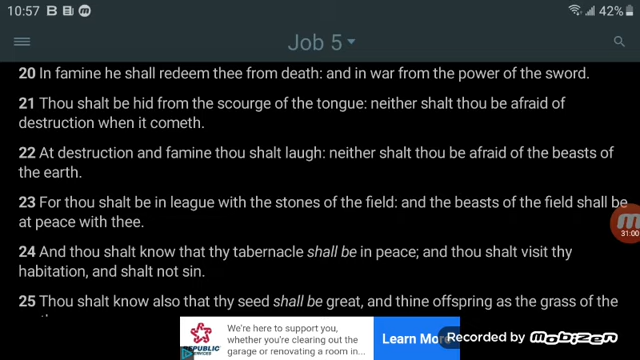 10:57 B 42%
Job 5
20 In famine he shall redeem thee from death: and in war from the power of the sword.
21 Thou shalt be hid from the scourge of the tongue: neither shalt thou be afraid of
destruction when it cometh.
22 At destruction and famine thou shalt laugh: neither shalt thou be afraid of the beasts of
the earth.
23 For thou shalt be in league with the stones of the field: and the beasts of the field shall be
at peace with thee.
31:00
24 And thou shalt know that thy tabernacle shall be in peace; and thou shalt visit thy
habitation, and shalt not sin.
25 Thou shalt know also that thy seed shall be great, and thine offspring as the grass of the
REPUBLIC
SERVICES
We're here to support you,
whether you're clearing out the
garage or renovating a room in...
Learn More
Recorded by Mobizen